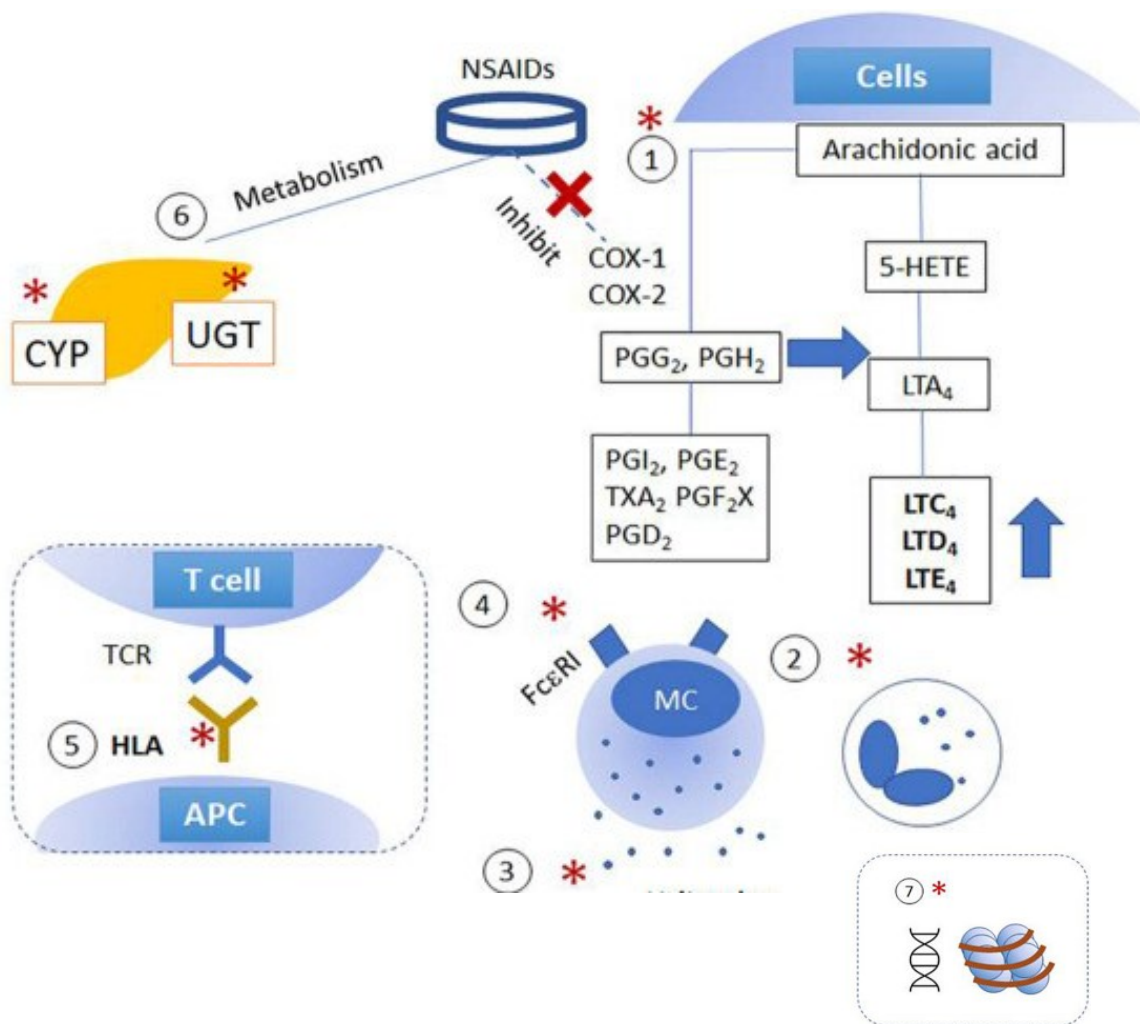 NSAIDs
Cells
1
Arachidonic acid
Metabolism
6
Inhibit
COX-1
COX-2
5-HETE
CYP
UGT
PGG₂, PGH₂
LTA₄
PGI₂, PGE₂
TXA₂ PGF₂X
PGD₂
LTC₄
LTD₄
LTE₄
T cell
TCR
5 HLA
APC
4
FcεRI
MC
2
3
7